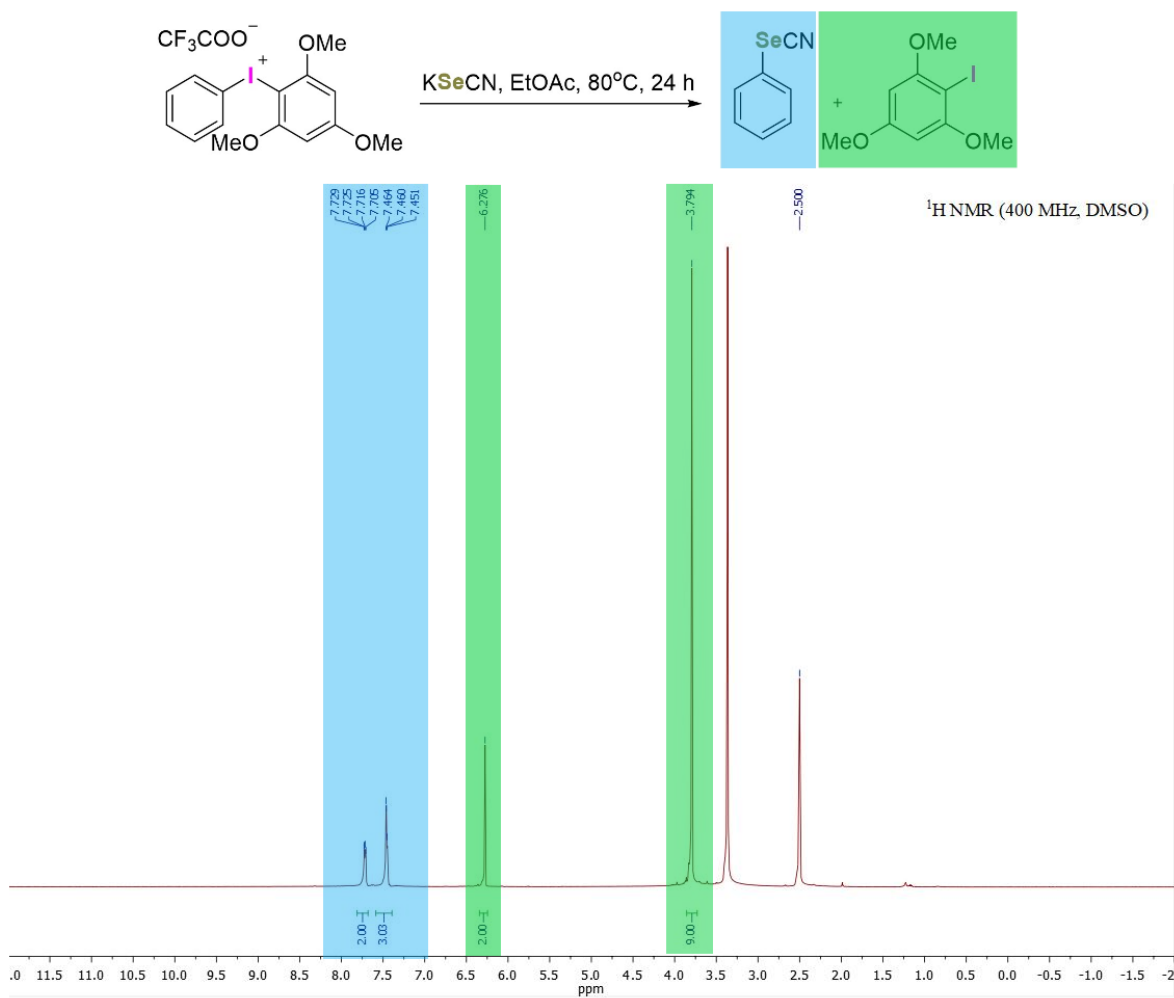 CF₃COO⁻
I⁺
OMe
MeO
OMe
KSeCN, EtOAc, 80°C, 24 h
SeCN
+
OMe
I
MeO
OMe
¹H NMR (400 MHz, DMSO)
7.729
7.725
7.716
7.705
7.464
7.460
7.451
6.276
3.794
2.500
2.00
3.03
2.00
9.00
.0 11.0 10.5 10.0 9.5 9.0 8.5 8.0 7.5 7.0 6.5 6.0 5.5 5.0 4.5 4.0 3.5 3.0 2.5 2.0 1.5 1.0 0.5 0.0 -0.5 -1.0 -1.5 -2
ppm